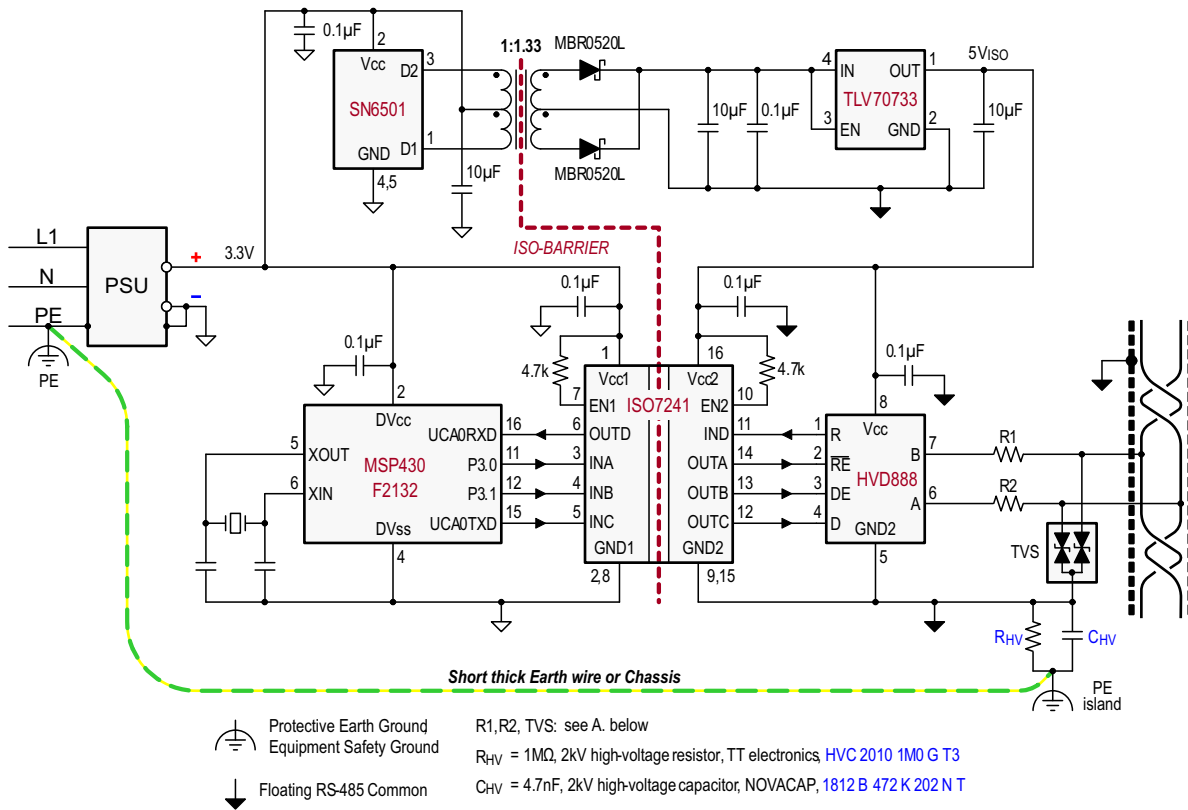 0.1µF
2
Vcc
D2
3
SN6501
D1
1
GND
4,5
10µF
1:1.33
MBR0520L
MBR0520L
10µF
0.1µF
4
IN
OUT
1
TLV70733
3
EN
GND
2
5VISO
10µF
ISO-BARRIER
L1
N
PE
PSU
+
–
3.3V
PE
0.1µF
2
DVcc
5
XOUT
UCA0RXD
16
MSP430
F2132
P3.0
11
6
XIN
P3.1
12
UCA0TXD
15
DVss
4
0.1µF
4.7k
1
Vcc1
7
EN1
6
OUTD
3
INA
4
INB
5
INC
GND1
2,8
ISO7241
0.1µF
16
Vcc2
4.7k
EN2
10
IND
11
OUTA
14
OUTB
13
OUTC
12
GND2
9,15
0.1µF
8
Vcc
1
R
B
7
2
RE
HVD888
3
DE
A
6
4
D
GND2
5
R1
R2
TVS
RHV
CHV
PE
island
Short thick Earth wire or Chassis
Protective Earth Ground,
Equipment Safety Ground
Floating RS-485 Common
R1,R2, TVS: see A. below
RHV = 1MΩ, 2kV high-voltage resistor, TT electronics, HVC 2010 1M0 G T3
CHV = 4.7nF, 2kV high-voltage capacitor, NOVACAP, 1812 B 472 K 202 N T